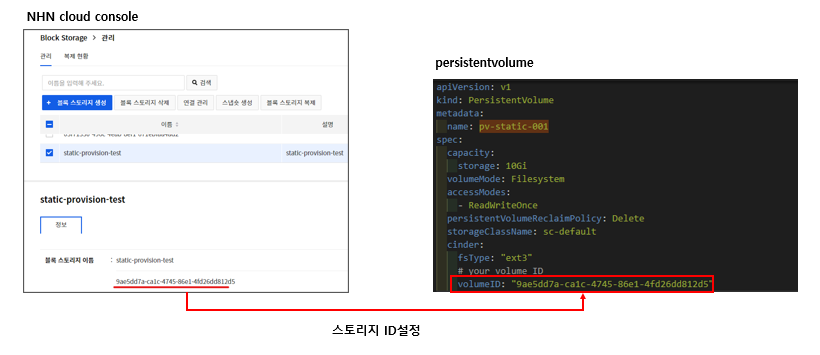 NHN cloud console
Block Storage > 관리
관리 복제 현황
이름을 입력해 주세요. 검색
+ 블록 스토리지 생성 블록 스토리지 삭제 연결 관리 스냅숏 생성 블록 스토리지 복제
이름 설명
static-provision-test static-provision-test
static-provision-test
정보
블록 스토리지 이름 : static-provision-test
9ae5dd7a-ca1c-4745-86e1-4fd26dd812d5
persistentvolume
apiVersion: v1
kind: PersistentVolume
metadata:
name: pv-static-001
spec:
capacity:
storage: 10Gi
volumeMode: Filesystem
accessModes:
- ReadWriteOnce
persistentVolumeReclaimPolicy: Delete
storageClassName: sc-default
cinder:
fsType: "ext3"
# your volume ID
volumeID: "9ae5dd7a-ca1c-4745-86e1-4fd26dd812d5"
스토리지 ID설정